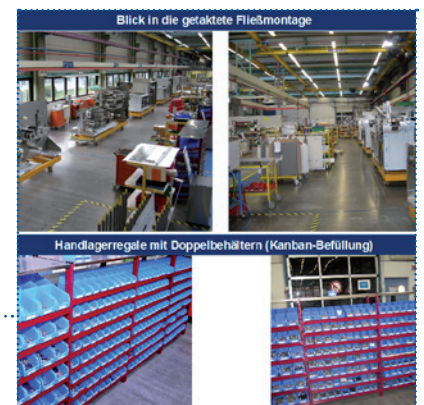 Blick in die getaktete Fließmontage
Handlagerregale mit Doppelbehältern (Kanban-Befüllung)